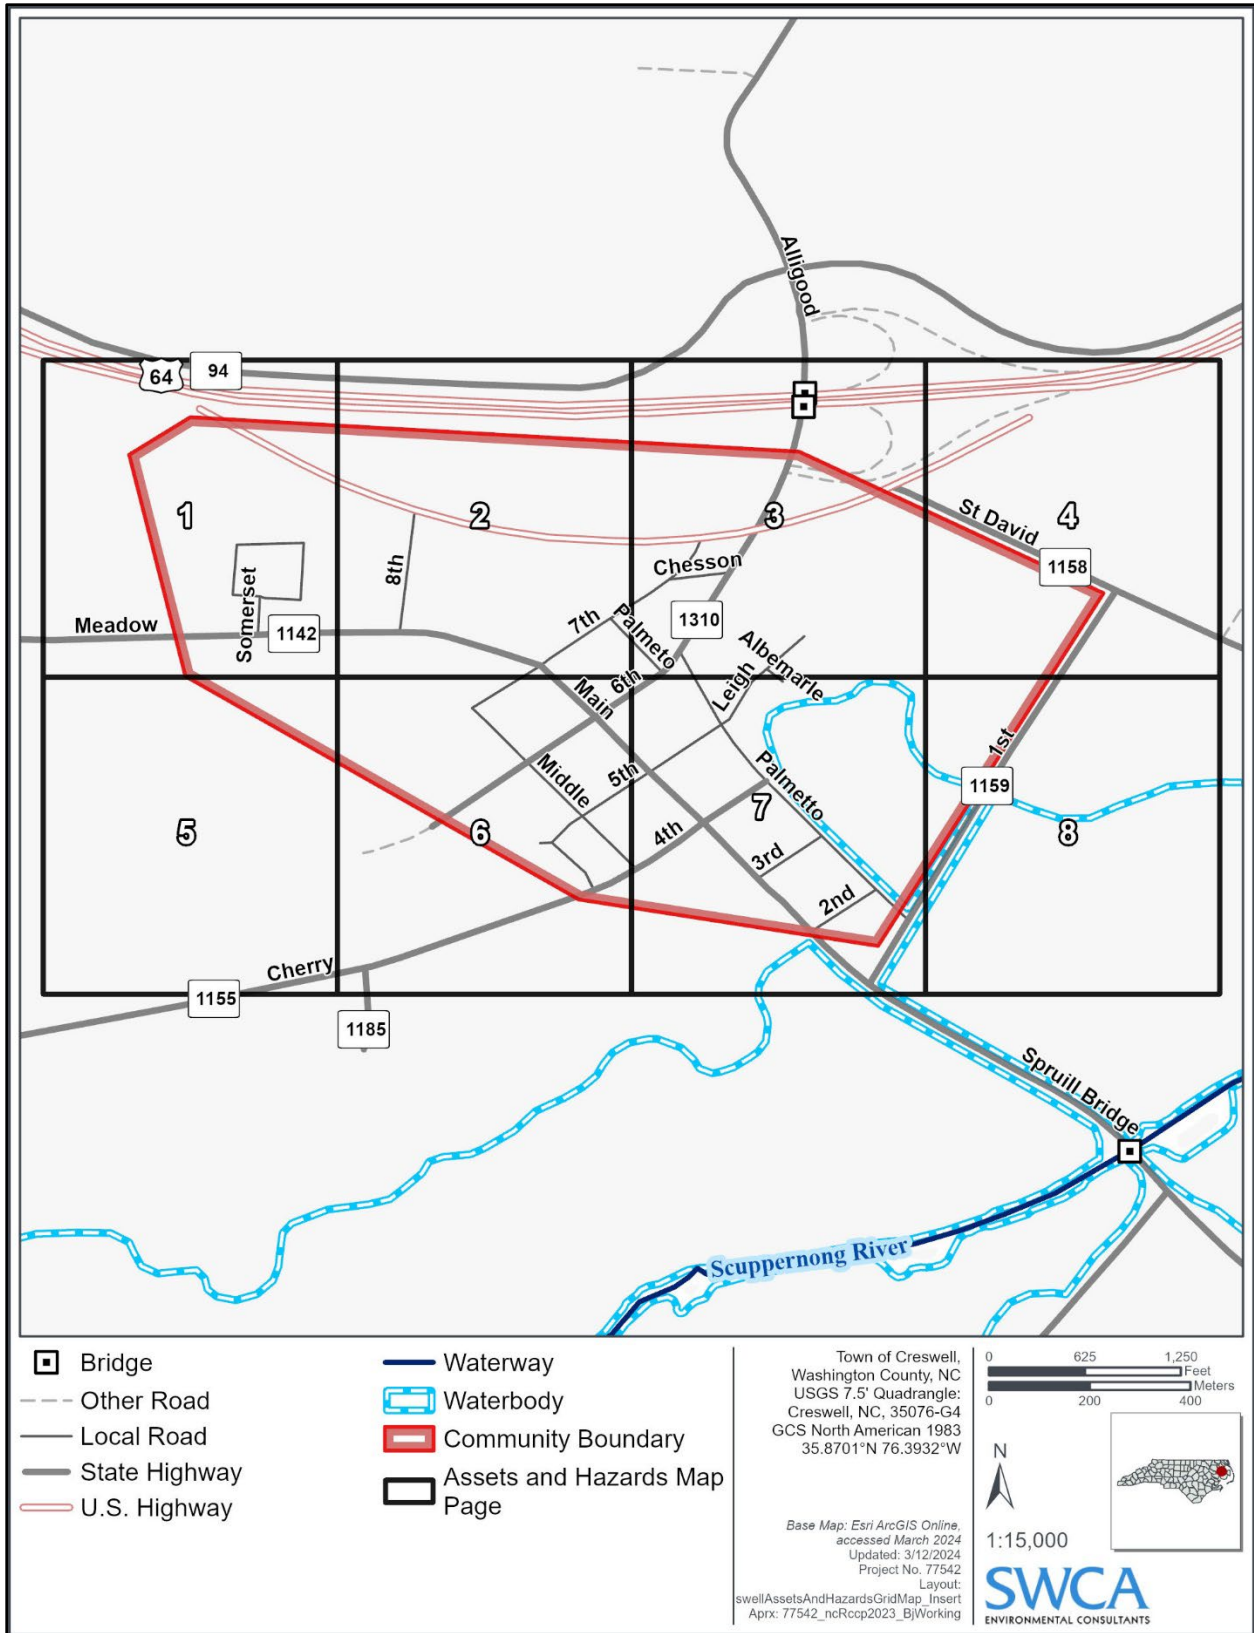 Alligood
64
94
1
2
3
4
St David
1158
8th
Chesson
Somerset
Meadow
1142
7th
Palmeto
1310
6th
Albemarle
Leigh
Main
1st
Middle
5th
Palmetto
1159
5
6
4th
7
8
3rd
2nd
Cherry
1155
1185
Spruill Bridge
Scuppernong River
Bridge
Other Road
Local Road
State Highway
U.S. Highway
Waterway
Waterbody
Community Boundary
Assets and Hazards Map
Page
Town of Creswell,
Washington County, NC
USGS 7.5' Quadrangle:
Creswell, NC, 35076-G4
GCS North American 1983
35.8701°N 76.3932°W
Base Map: Esri ArcGIS Online,
accessed March 2024
Updated: 3/12/2024
Project No. 77542
Layout:
swellAssetsAndHazardsGridMap_Insert
Aprx: 77542_ncRccp2023_BjWorking
0 625 1,250
Feet
Meters
0 200 400
N
1:15,000
SWCA
ENVIRONMENTAL CONSULTANTS